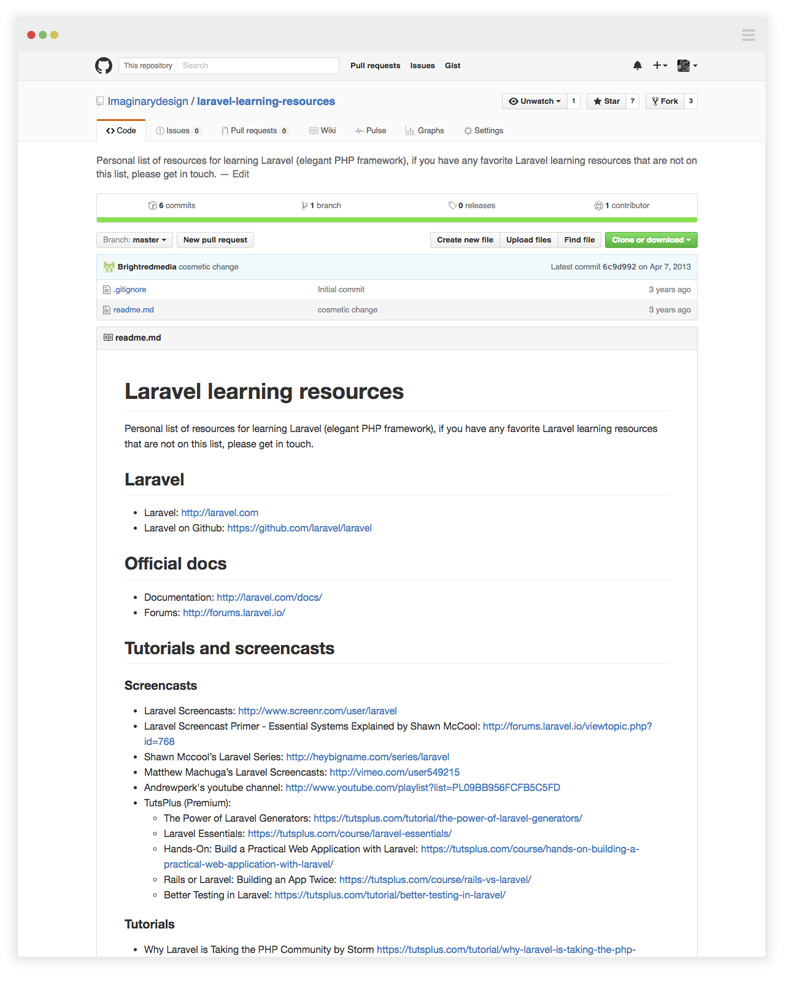 This repository Search Pull requests Issues Gist
Imaginarydesign / laravel-learning-resources Unwatch 1 Star 7 Fork 3
Code Issues 0 Pull requests 0 Wiki Pulse Graphs Settings
Personal list of resources for learning Laravel (elegant PHP framework), if you have any favorite Laravel learning resources that are not on
this list, please get in touch. — Edit
6 commits 1 branch 0 releases 1 contributor
Branch: master New pull request Create new file Upload files Find file Clone or download
Brightredmedia cosmetic change Latest commit 6c9d992 on Apr 7, 2013
.gitignore Initial commit 3 years ago
readme.md cosmetic change 3 years ago
readme.md
Laravel learning resources
Personal list of resources for learning Laravel (elegant PHP framework), if you have any favorite Laravel learning resources
that are not on this list, please get in touch.
Laravel
• Laravel: http://laravel.com
• Laravel on Github: https://github.com/laravel/laravel
Official docs
• Documentation: http://laravel.com/docs/
• Forums: http://forums.laravel.io/
Tutorials and screencasts
Screencasts
• Laravel Screencasts: http://www.screenr.com/user/laravel
• Laravel Screencast Primer - Essential Systems Explained by Shawn McCool: http://forums.laravel.io/viewtopic.php?
id=768
• Shawn Mccool's Laravel Series: http://heybigname.com/series/laravel
• Matthew Machuga's Laravel Screencasts: http://vimeo.com/user549215
• Andrewperk's youtube channel: http://www.youtube.com/playlist?list=PL09BB956FCFB5C5FD
• TutsPlus (Premium):
◦ The Power of Laravel Generators: https://tutsplus.com/tutorial/the-power-of-laravel-generators/
◦ Laravel Essentials: https://tutsplus.com/course/laravel-essentials/
◦ Hands-On: Build a Practical Web Application with Laravel: https://tutsplus.com/course/hands-on-building-a-
practical-web-application-with-laravel/
◦ Rails or Laravel: Building an App Twice: https://tutsplus.com/course/rails-vs-laravel/
◦ Better Testing in Laravel: https://tutsplus.com/tutorial/better-testing-in-laravel/
Tutorials
• Why Laravel is Taking the PHP Community by Storm https://tutsplus.com/tutorial/why-laravel-is-taking-the-php-